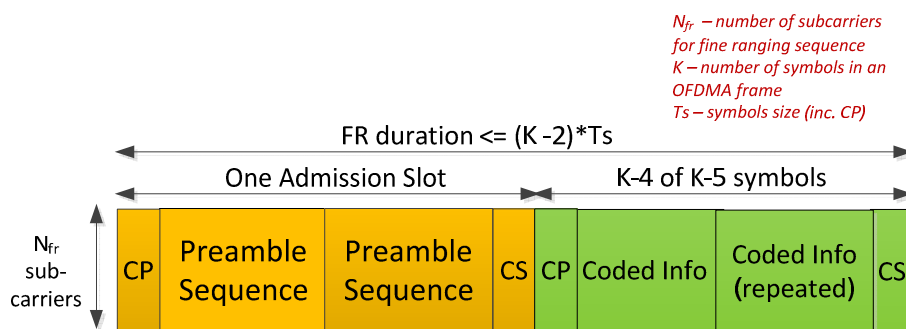 N_fr – number of subcarriers
for fine ranging sequence
K – number of symbols in an
OFDMA frame
Ts – symbols size (inc. CP)
FR duration <= (K -2)*Ts
One Admission Slot
K-4 of K-5 symbols
N_fr
sub-
carriers
CP
Preamble
Sequence
Preamble
Sequence
CS
CP
Coded Info
Coded Info
(repeated)
CS